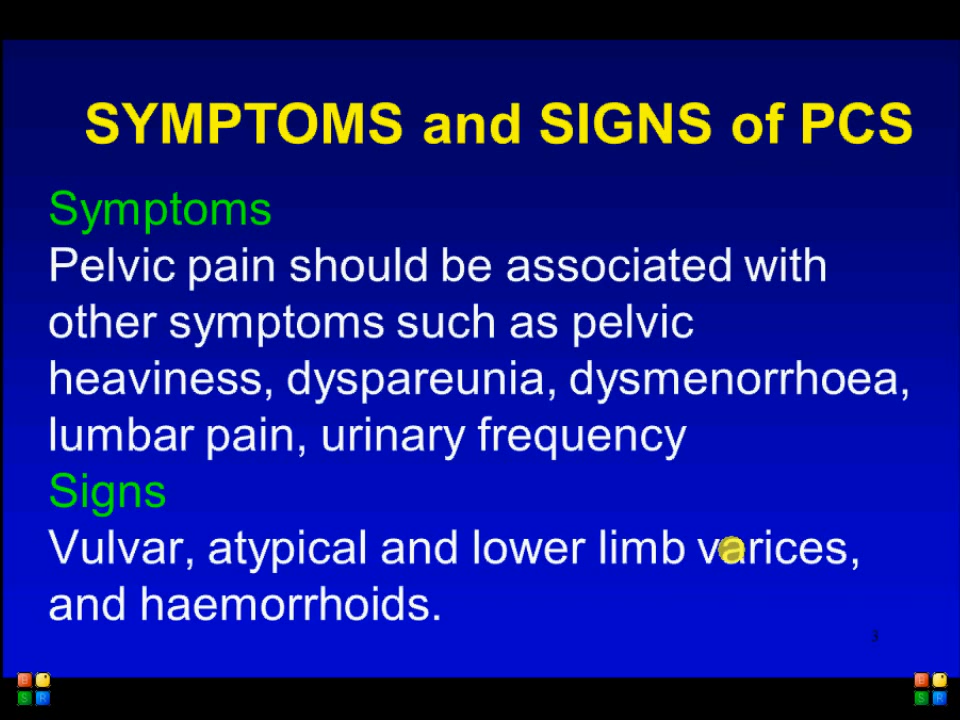 SYMPTOMS and SIGNS of PCS
Symptoms
Pelvic pain should be associated with
other symptoms such as pelvic
heaviness, dyspareunia, dysmenorrhoea,
lumbar pain, urinary frequency
Signs
Vulvar, atypical and lower limb varices,
and haemorrhoids.
3
B
S R
B
S R